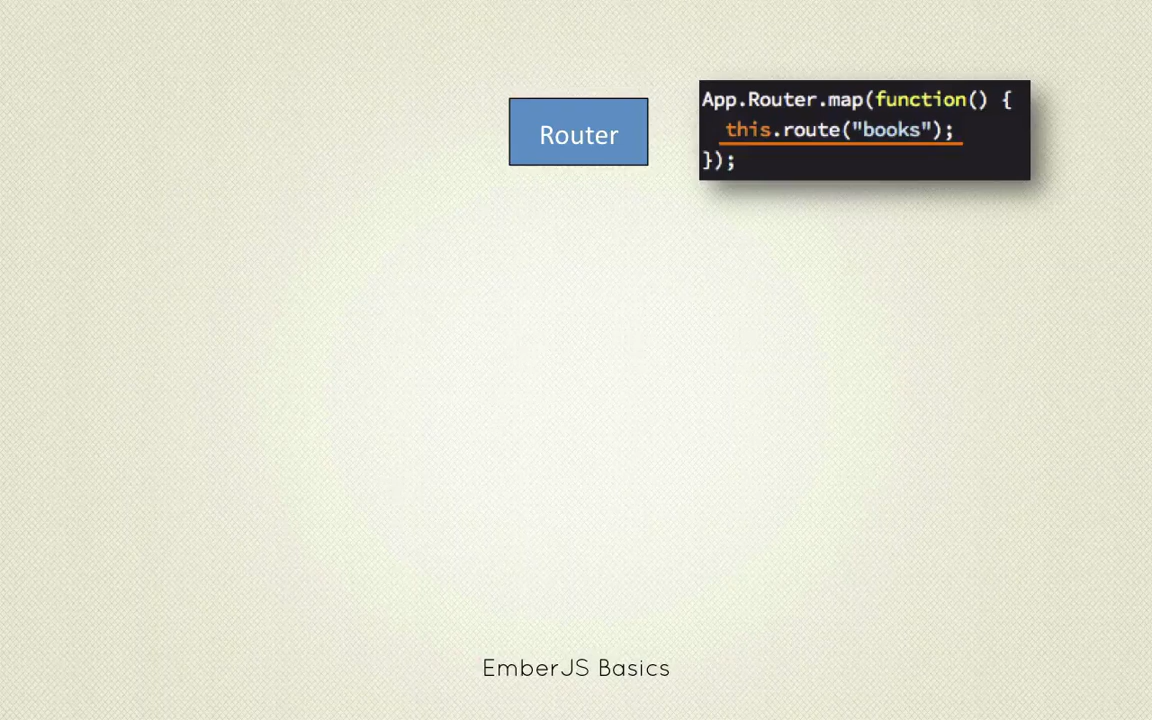 Router
App.Router.map(function() {
this.route("books");
});
EmberJS Basics